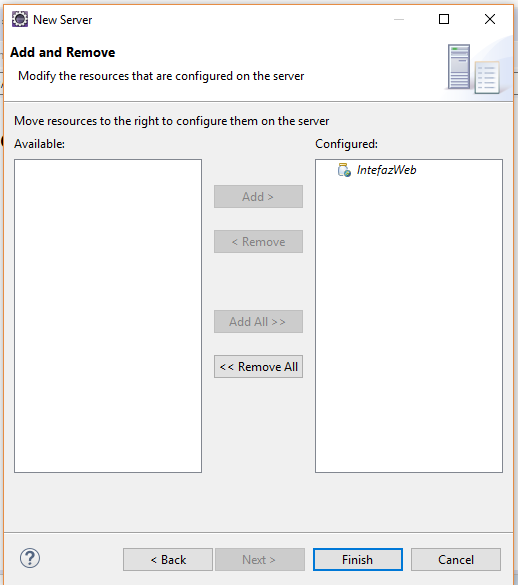 New Server
Add and Remove
Modify the resources that are configured on the server
Move resources to the right to configure them on the server
Available:
Configured:
IntefazWeb
Add >
< Remove
Add All >>
<< Remove All
?
< Back
Next >
Finish
Cancel